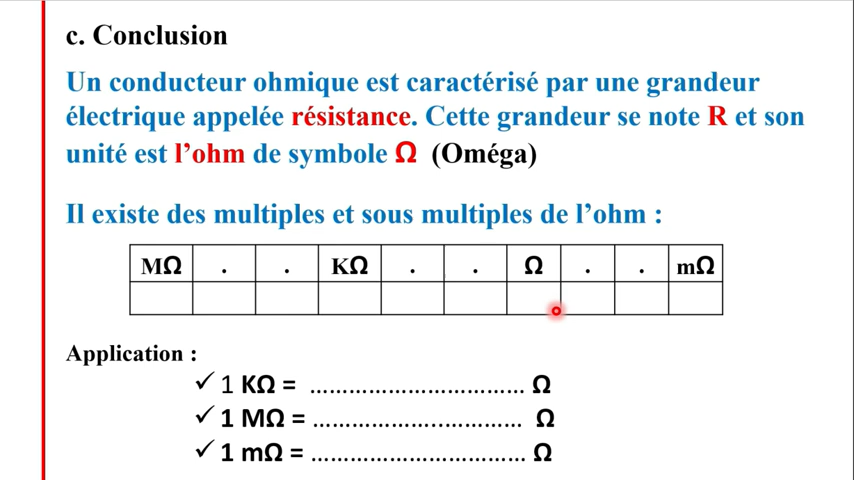 c. Conclusion
Un conducteur ohmique est caractérisé par une grandeur
électrique appelée résistance. Cette grandeur se note R et son
unité est l’ohm de symbole Ω (Oméga)
Il existe des multiples et sous multiples de l’ohm :
MΩ . . KΩ . . Ω . . mΩ
Application :
✓ 1 KΩ = …………………………… Ω
✓ 1 MΩ = …………………………… Ω
✓ 1 mΩ = …………………………… Ω